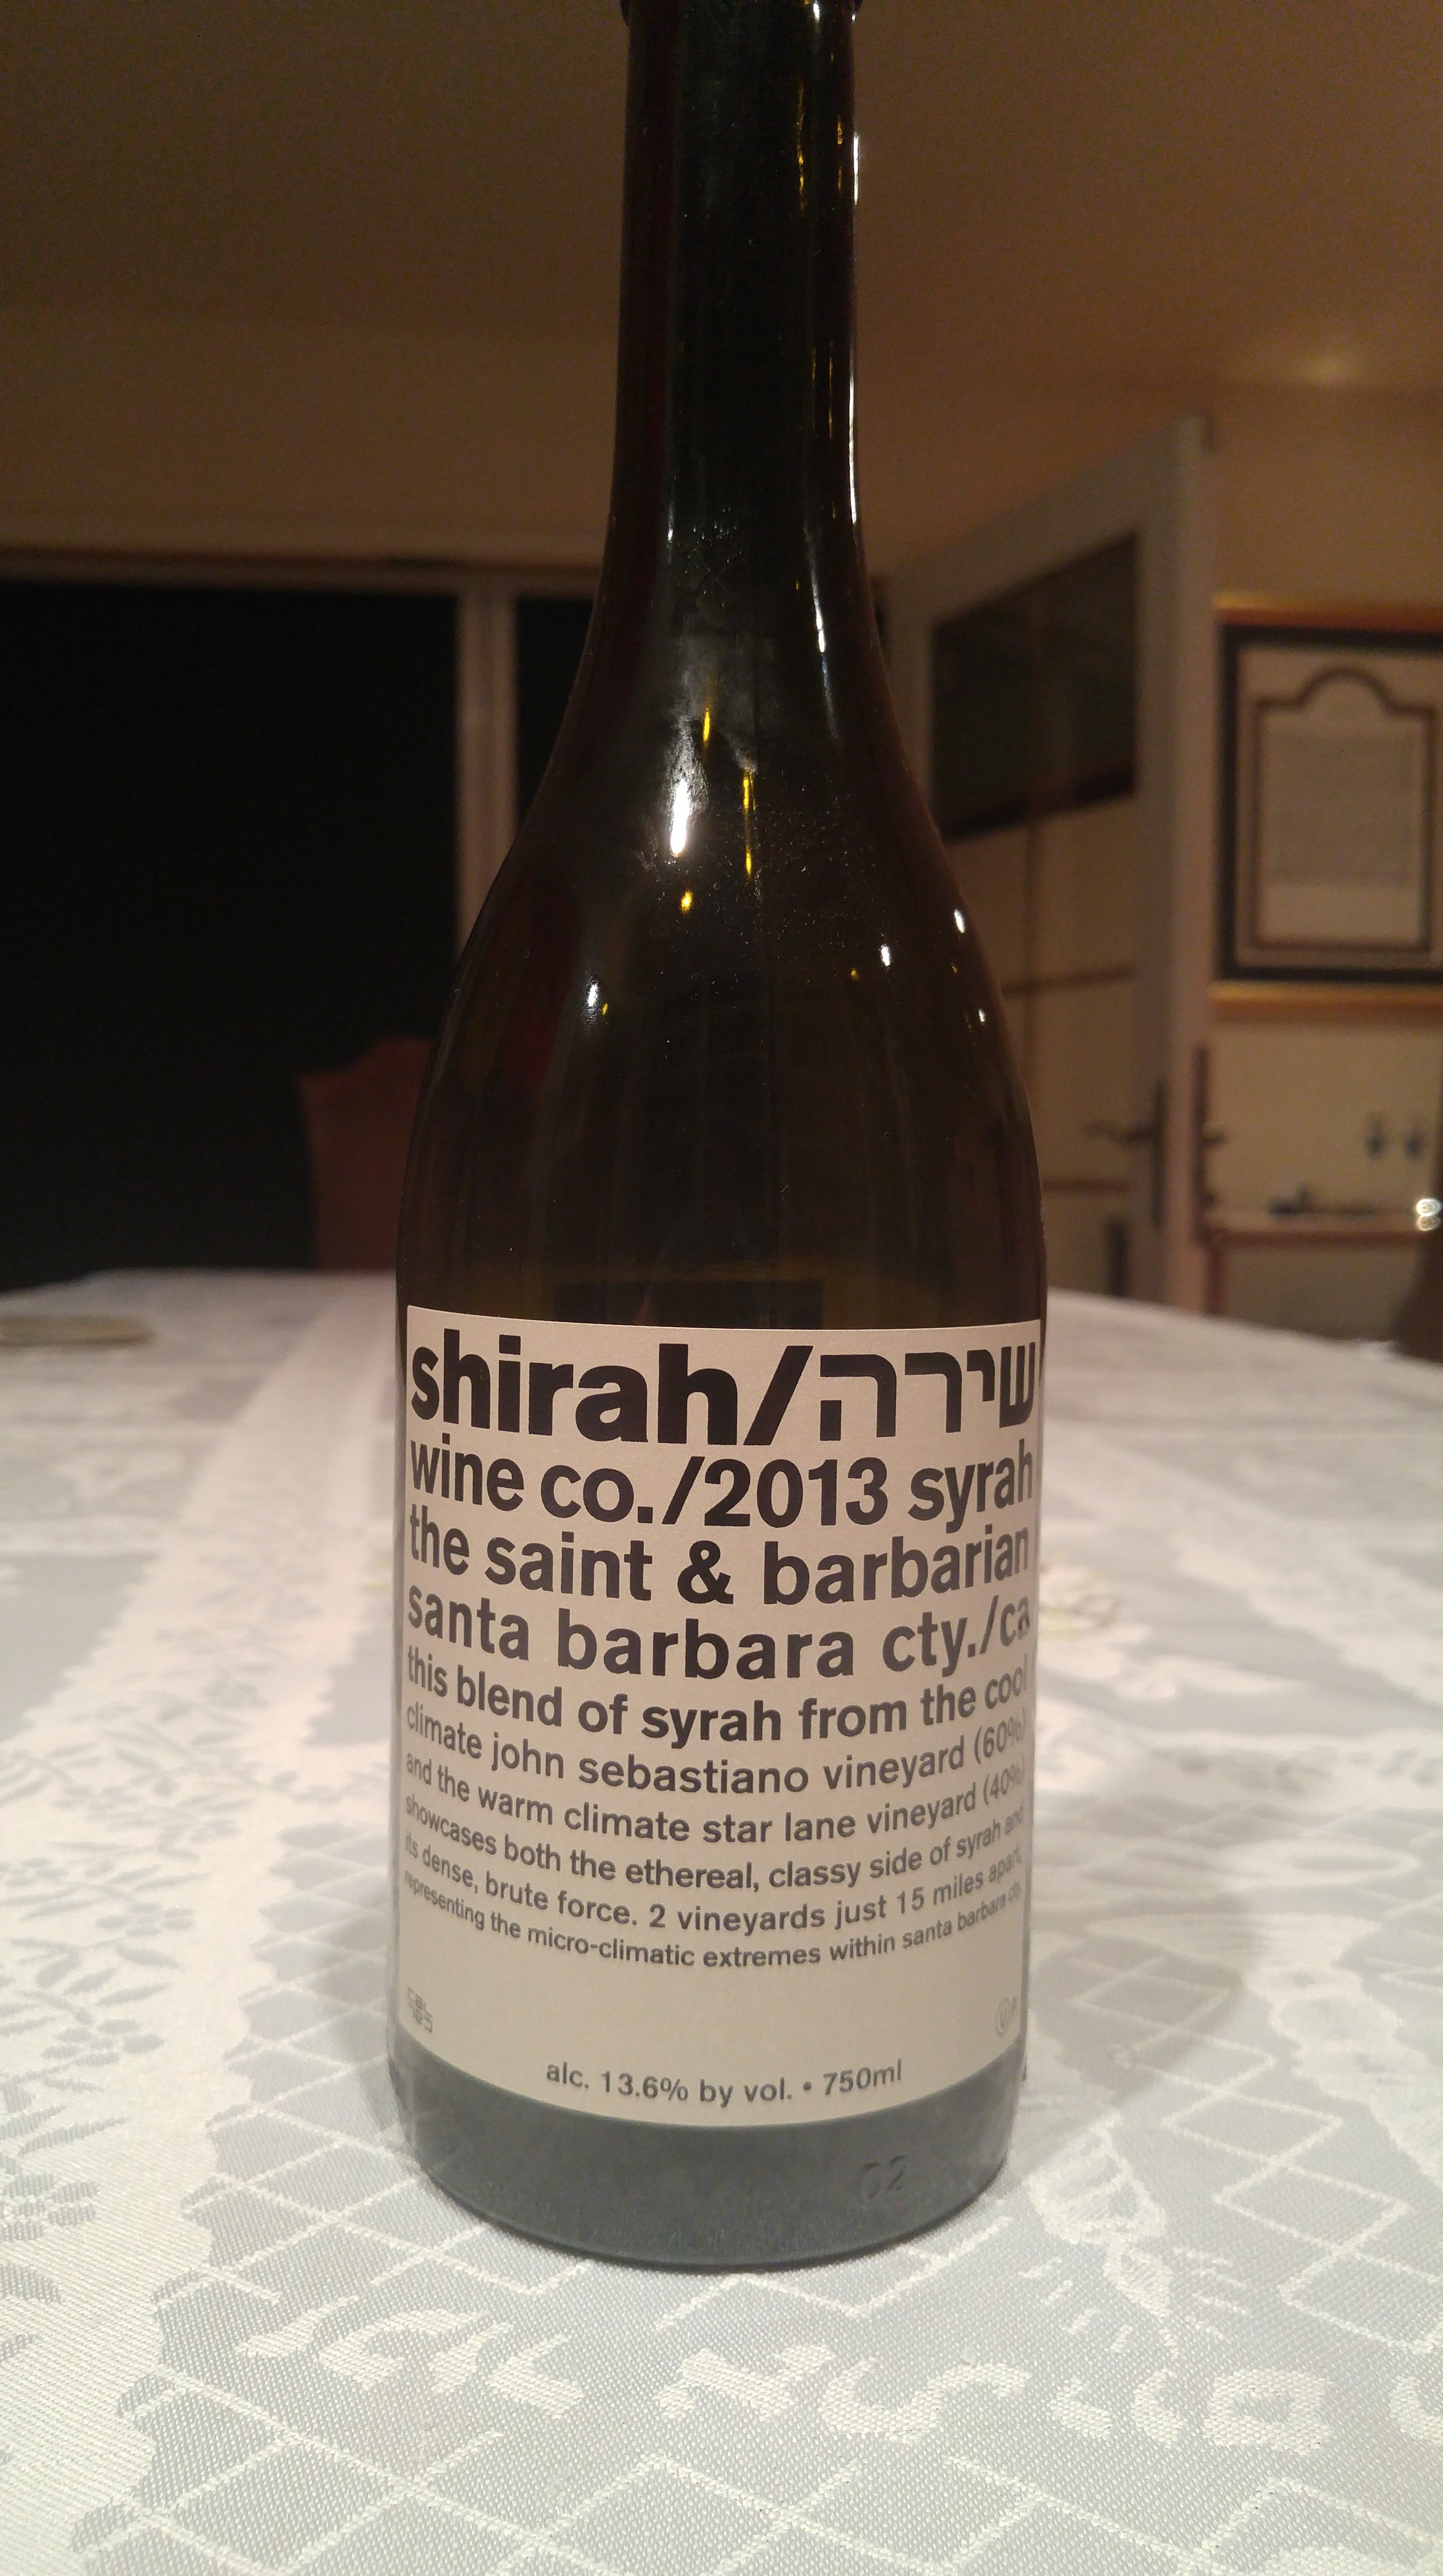 shirah/שירה
wine co./2013 syrah
the saint & barbarian
santa barbara cty./ca
this blend of syrah from the cool
climate john sebastiano vineyard (60%)
and the warm climate star lane vineyard (40%)
showcases both the ethereal, classy side of syrah and
its dense, brute force. 2 vineyards just 15 miles apart,
representing the micro-climatic extremes within santa barbara cty.
alc. 13.6% by vol. • 750ml
02